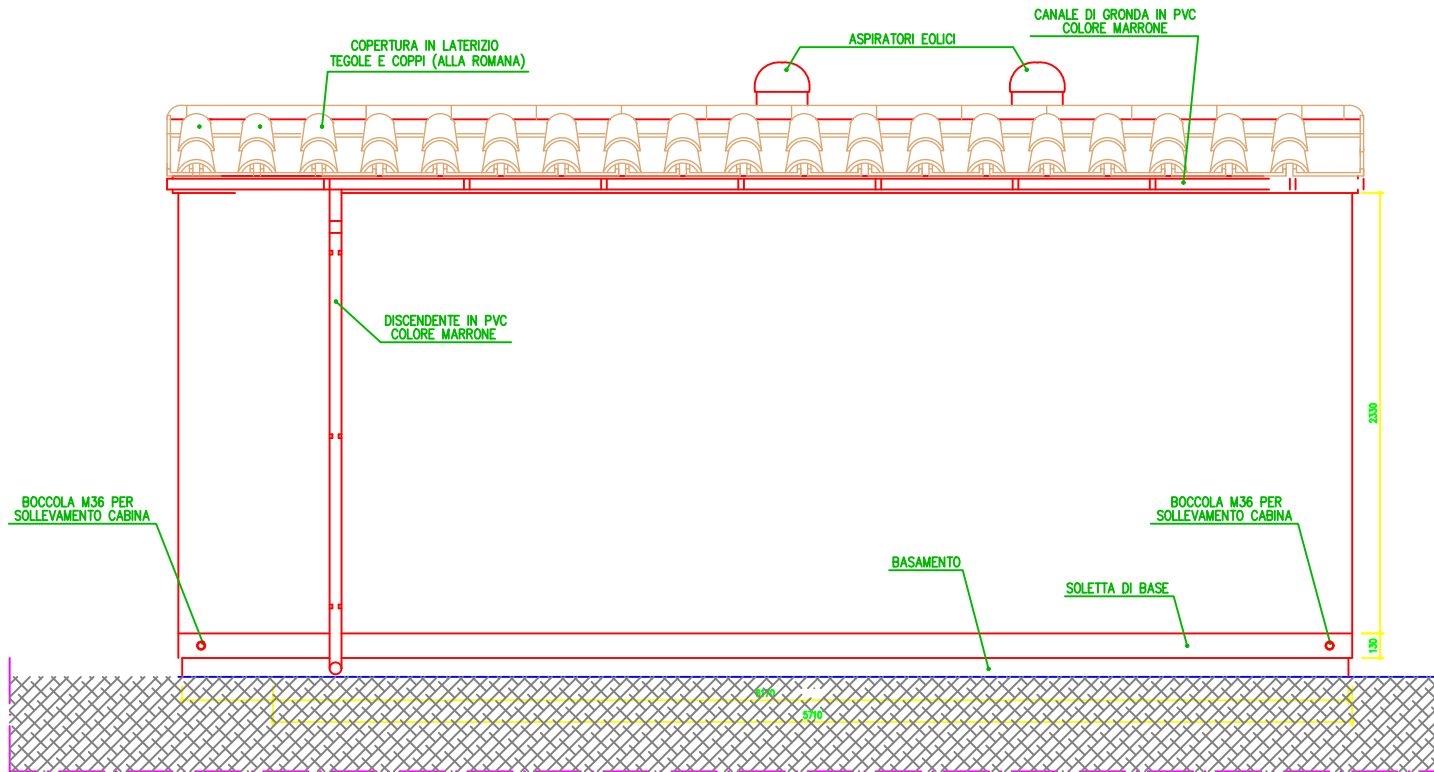 CANALE DI GRONDA IN PVC
COLORE MARRONE
ASPIRATORI EOLICI
COPERTURA IN LATERIZIO
TEGOLE E COPPI (ALLA ROMANA)
DISCENDENTE IN PVC
COLORE MARRONE
2330
BOCCOLA M36 PER
SOLLEVAMENTO CABINA
BOCCOLA M36 PER
SOLLEVAMENTO CABINA
BASAMENTO
SOLETTA DI BASE
130
6170
5710